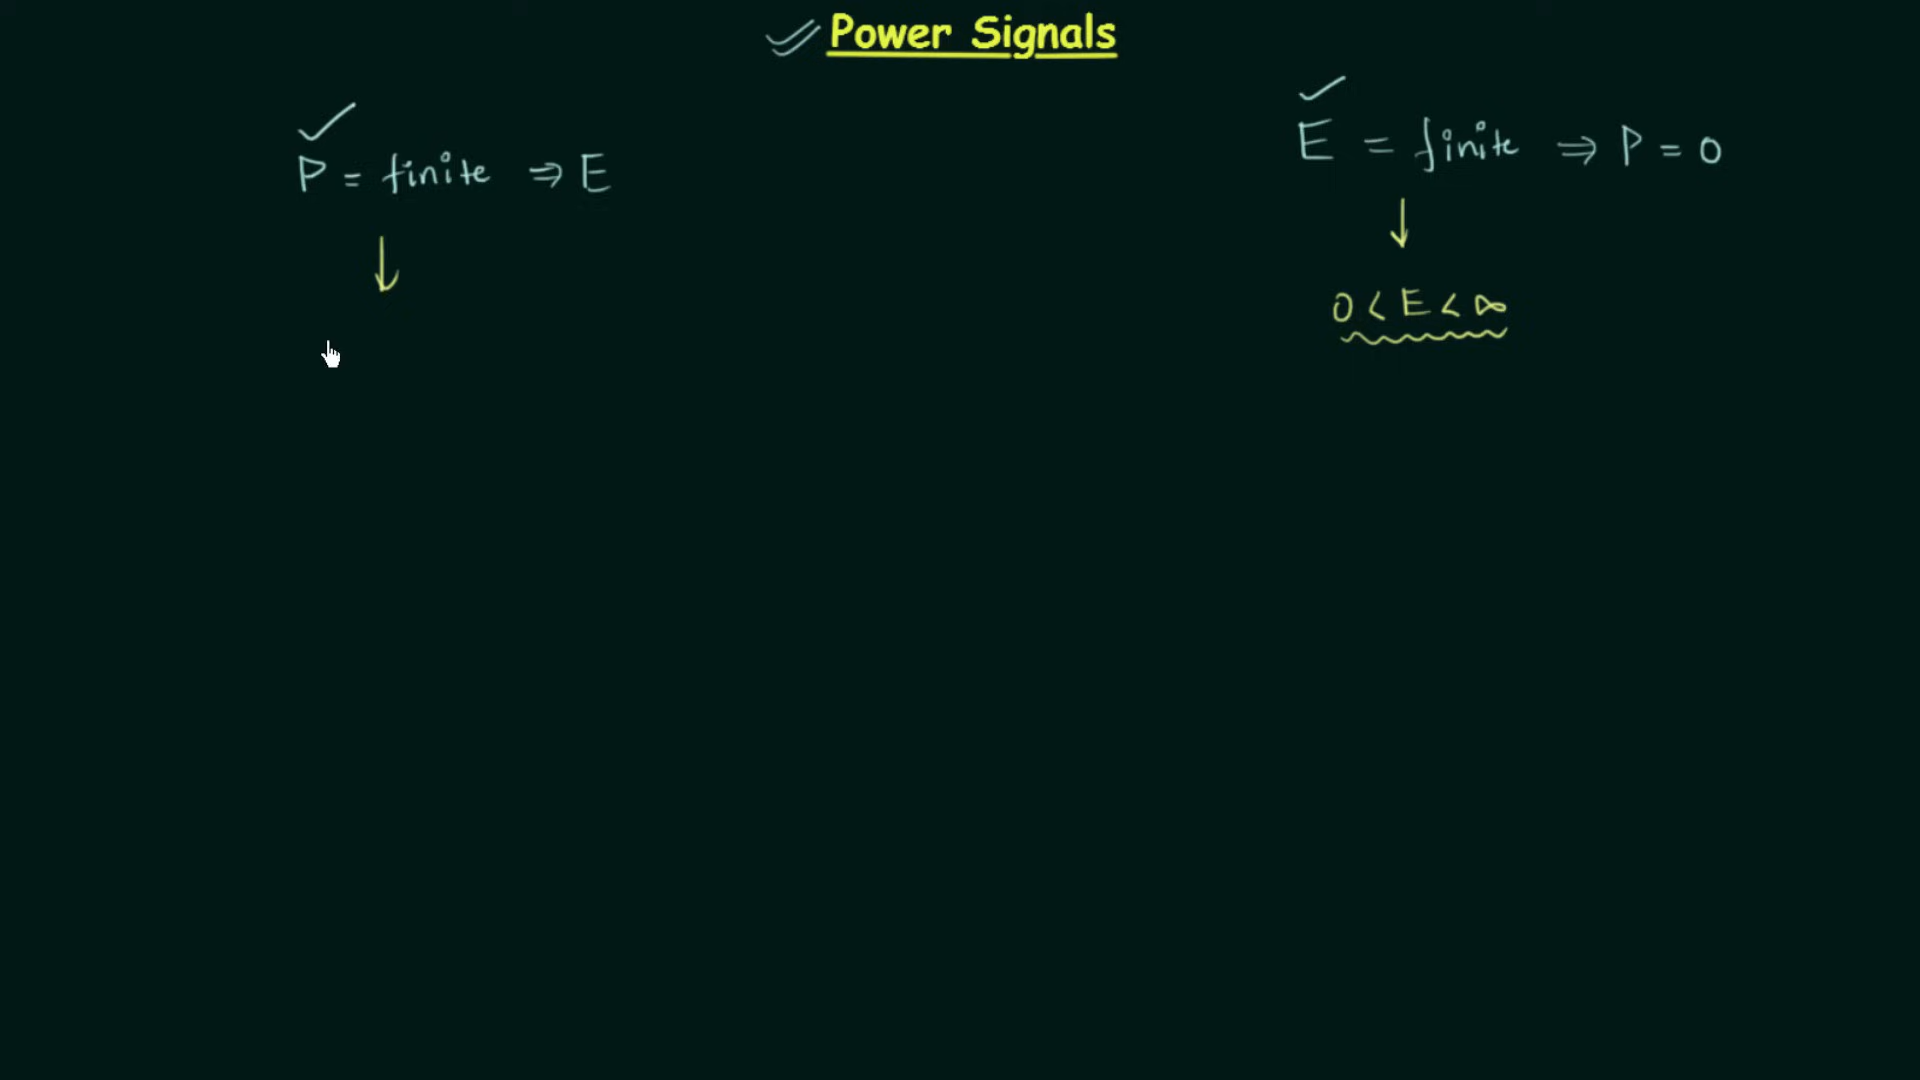 Power Signals
P = finite ⇒ E
E = finite ⇒ P = 0
0 < E < ∞